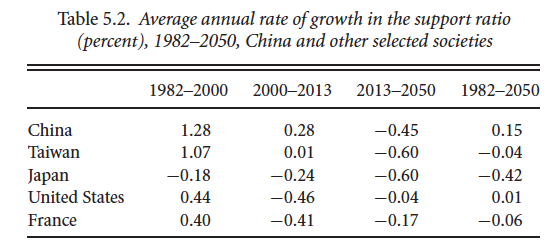 Table 5.2. Average annual rate of growth in the support ratio
(percent), 1982–2050, China and other selected societies
1982–2000 2000–2013 2013–2050 1982–2050
China 1.28 0.28 −0.45 0.15
Taiwan 1.07 0.01 −0.60 −0.04
Japan −0.18 −0.24 −0.60 −0.42
United States 0.44 −0.46 −0.04 0.01
France 0.40 −0.41 −0.17 −0.06